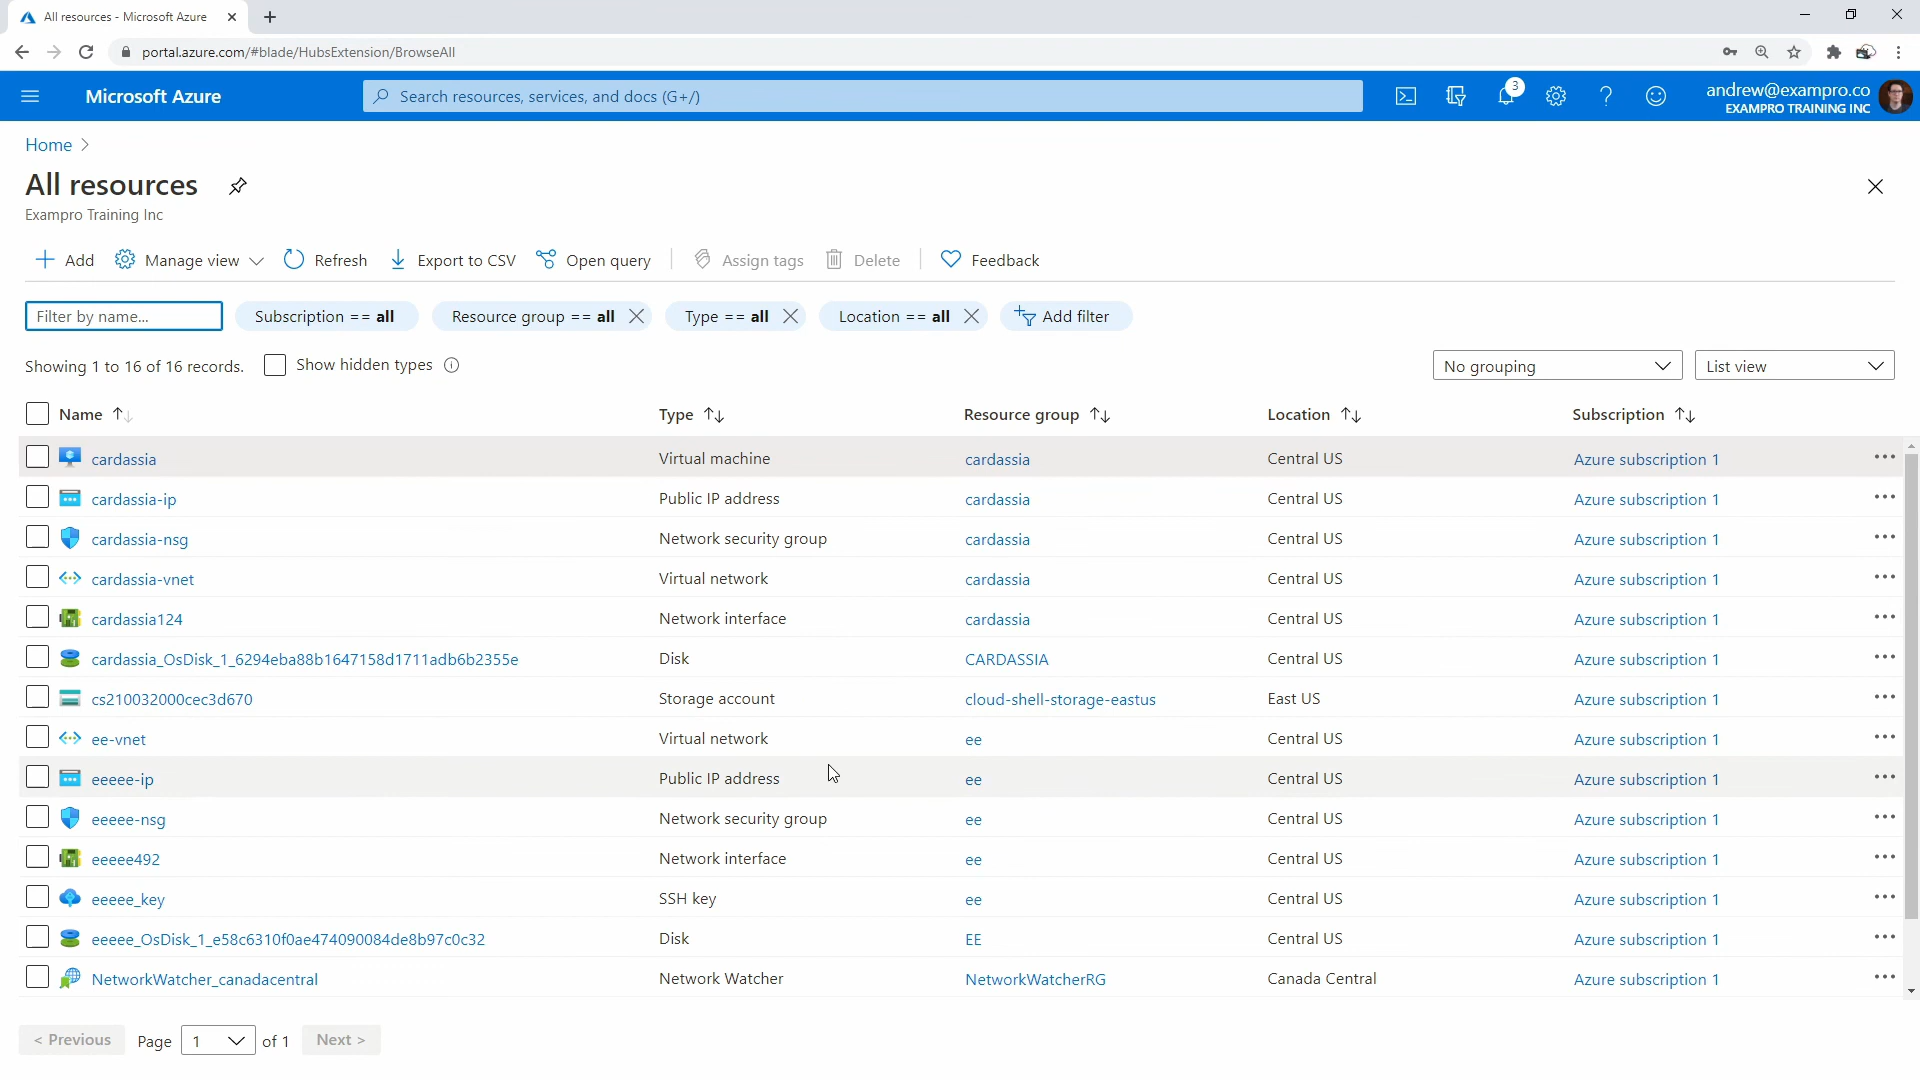 All resources - Microsoft Azure
portal.azure.com/#blade/HubsExtension/BrowseAll
Microsoft Azure
Search resources, services, and docs (G+/)
3
andrew@exampro.co
EXAMPRO TRAINING INC
Home
All resources
Exampro Training Inc
Add
Manage view
Refresh
Export to CSV
Open query
Assign tags
Delete
Feedback
Filter by name...
Subscription == all
Resource group == all
Type == all
Location == all
Add filter
Showing 1 to 16 of 16 records.
Show hidden types
No grouping
List view
Name Type Resource group Location Subscription
cardassia Virtual machine cardassia Central US Azure subscription 1
cardassia-ip Public IP address cardassia Central US Azure subscription 1
cardassia-nsg Network security group cardassia Central US Azure subscription 1
cardassia-vnet Virtual network cardassia Central US Azure subscription 1
cardassia124 Network interface cardassia Central US Azure subscription 1
cardassia_OsDisk_1_6294eba88b1647158d1711adb6b2355e Disk CARDASSIA Central US Azure subscription 1
cs210032000cec3d670 Storage account cloud-shell-storage-eastus East US Azure subscription 1
ee-vnet Virtual network ee Central US Azure subscription 1
eeeee-ip Public IP address ee Central US Azure subscription 1
eeeee-nsg Network security group ee Central US Azure subscription 1
eeeee492 Network interface ee Central US Azure subscription 1
eeeee_key SSH key ee Central US Azure subscription 1
eeeee_OsDisk_1_e58c6310f0ae474090084de8b97c0c32 Disk EE Central US Azure subscription 1
NetworkWatcher_canadacentral Network Watcher NetworkWatcherRG Canada Central Azure subscription 1
< Previous Page 1 of 1 Next >